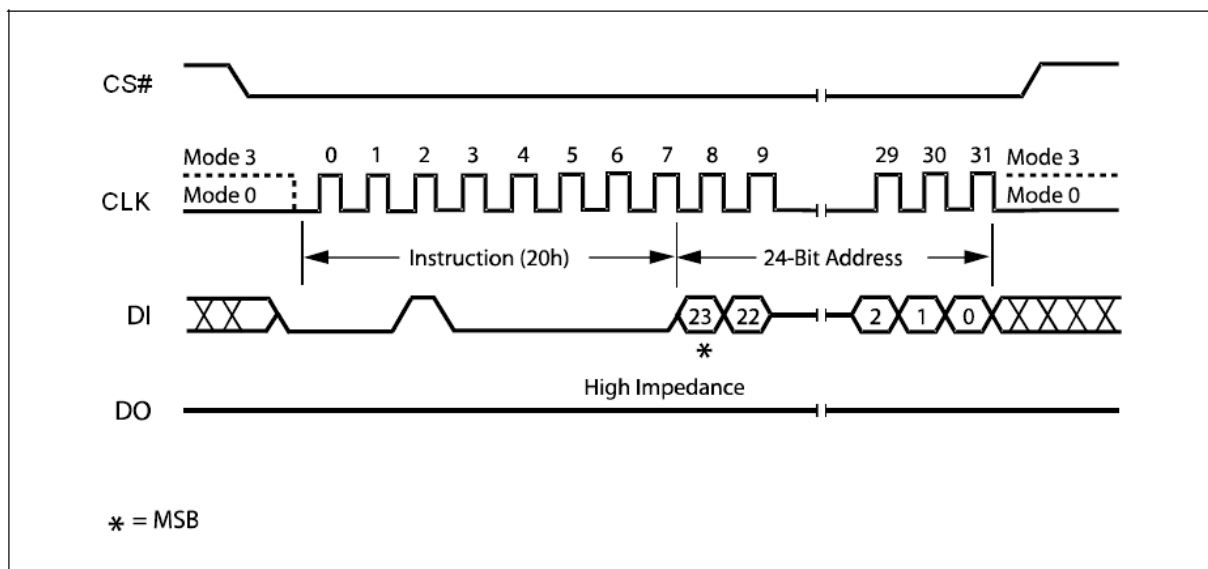 CS#
Mode 3 0 1 2 3 4 5 6 7 8 9 29 30 31 Mode 3
CLK Mode 0 Mode 0
Instruction (20h) 24-Bit Address
DI 23 22 2 1 0
*
High Impedance
DO
* = MSB